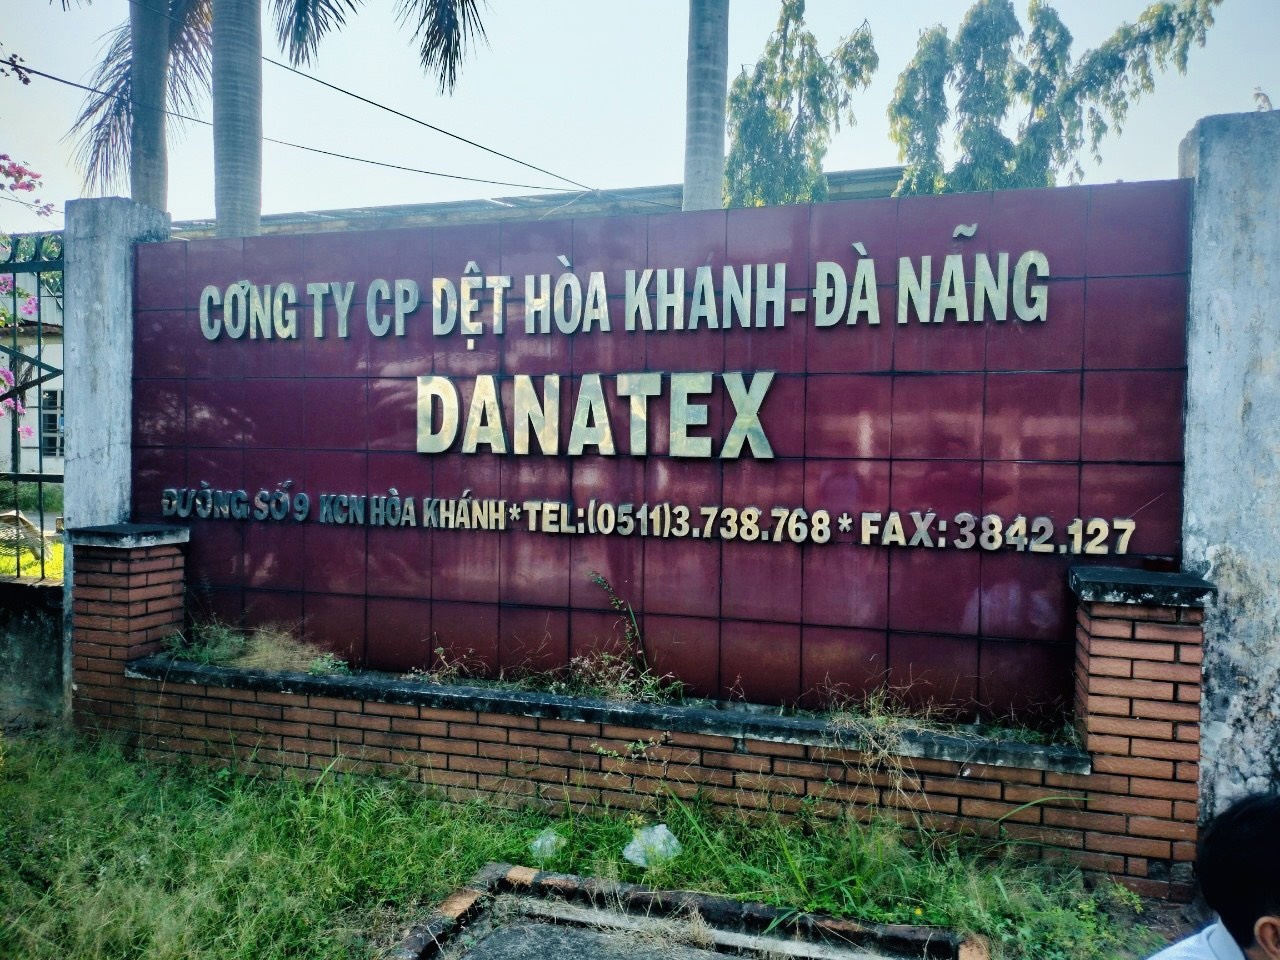 CÔNG TY CP DỆT HÒA KHANH-ĐÀ NẴNG
DANATEX
ĐƯỜNG SỐ 9 KCN HÒA KHÁNH*TEL:(0511)3.738.768* FAX:3842.127